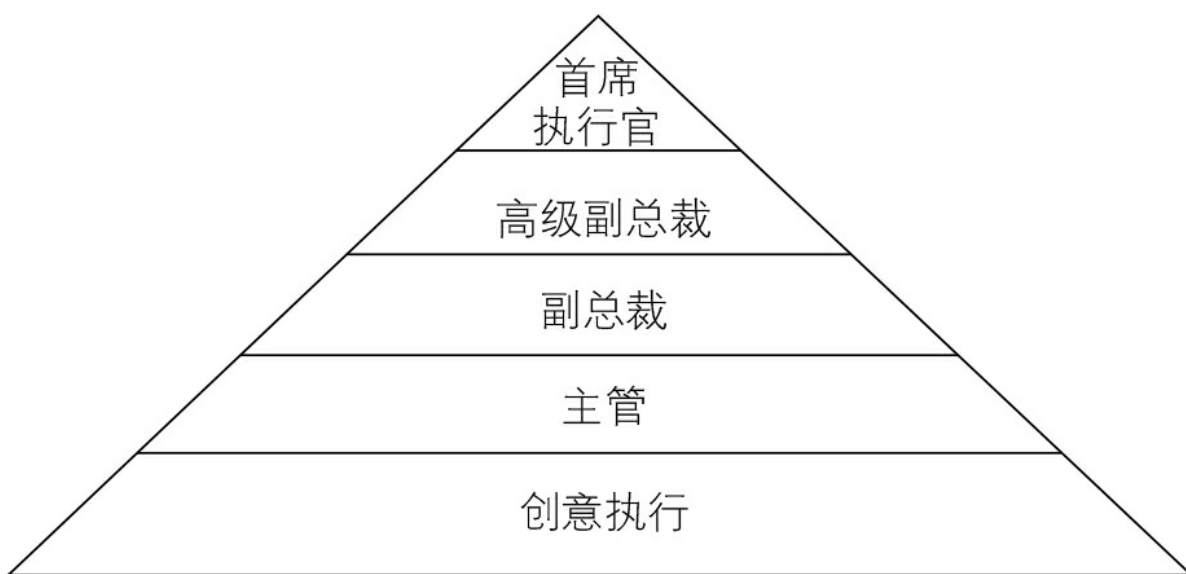 首席
执行官
高级副总裁
副总裁
主管
创意执行